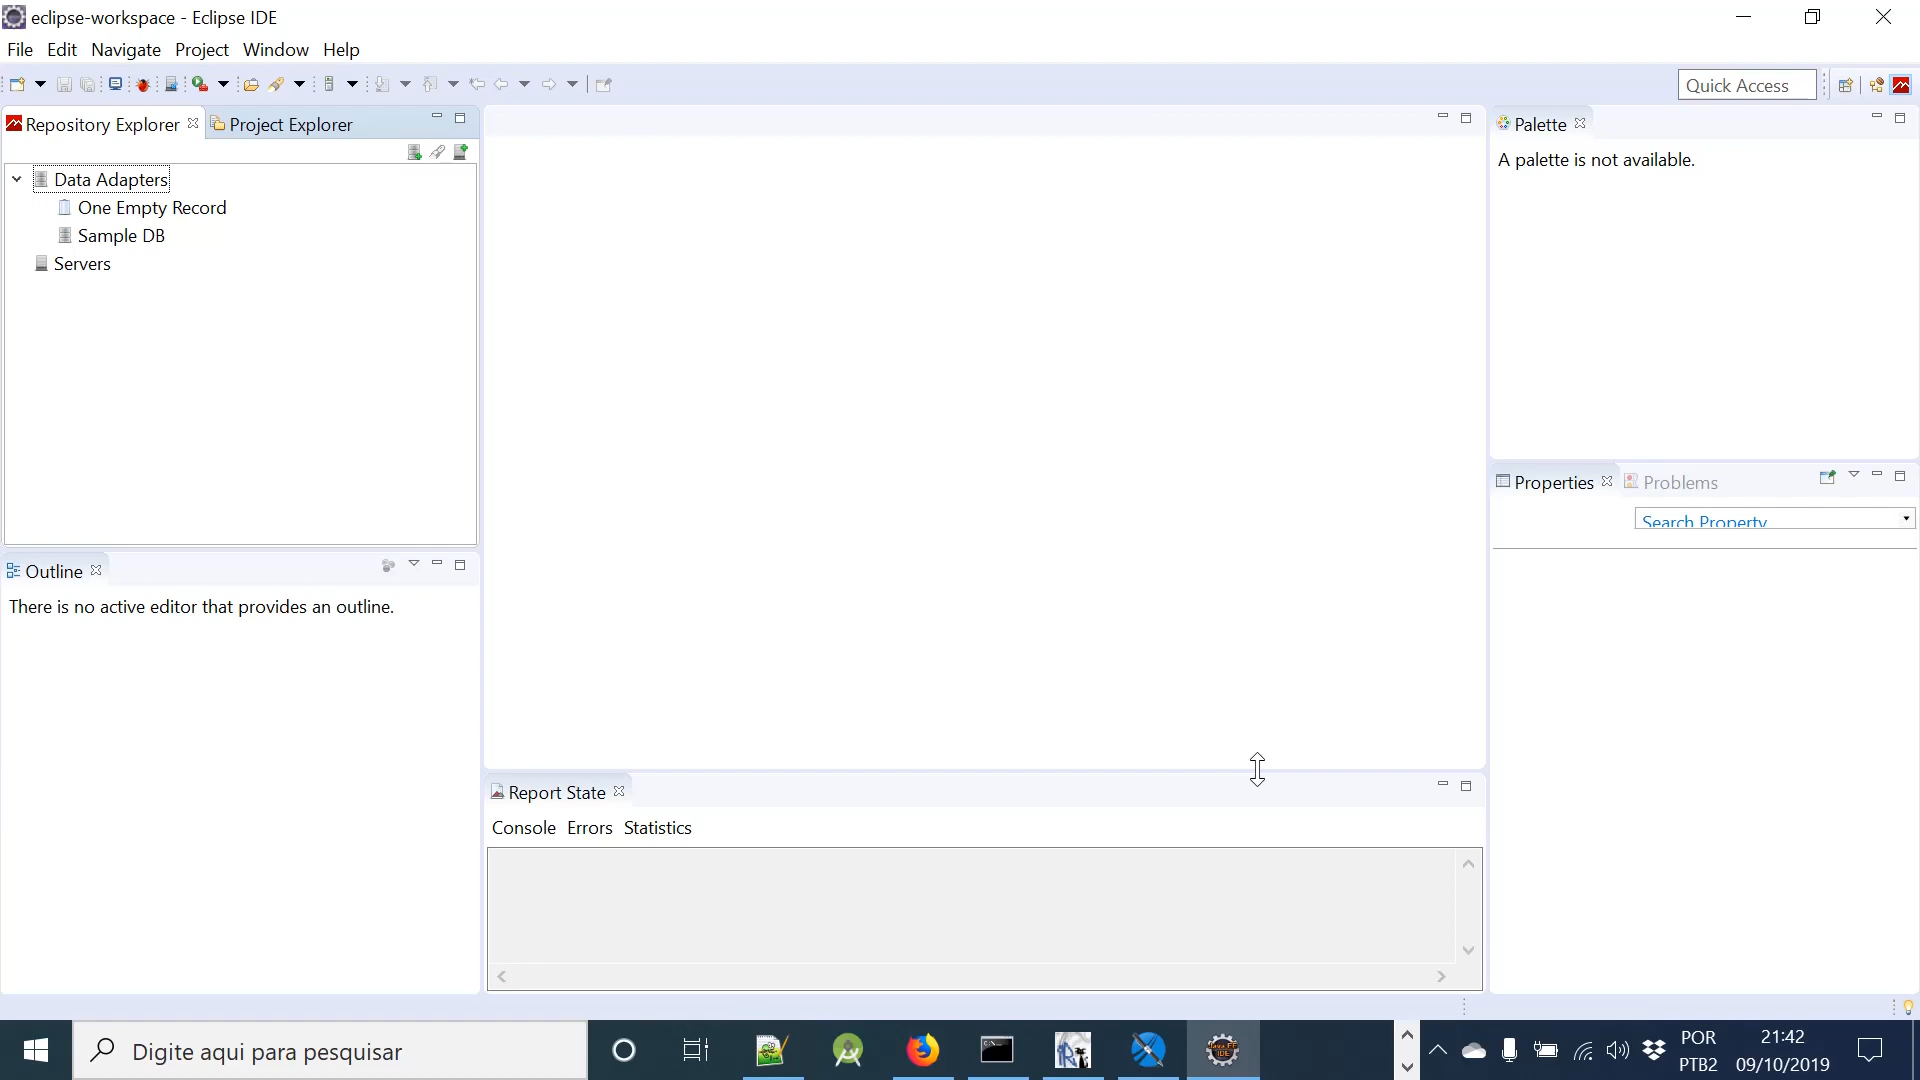 eclipse-workspace - Eclipse IDE
File Edit Navigate Project Window Help
Quick Access
Repository Explorer Project Explorer
Data Adapters
One Empty Record
Sample DB
Servers
Outline
There is no active editor that provides an outline.
Report State
Console Errors Statistics
Palette
A palette is not available.
Properties Problems
Search Property
Digite aqui para pesquisar
POR
PTB2
21:42
09/10/2019